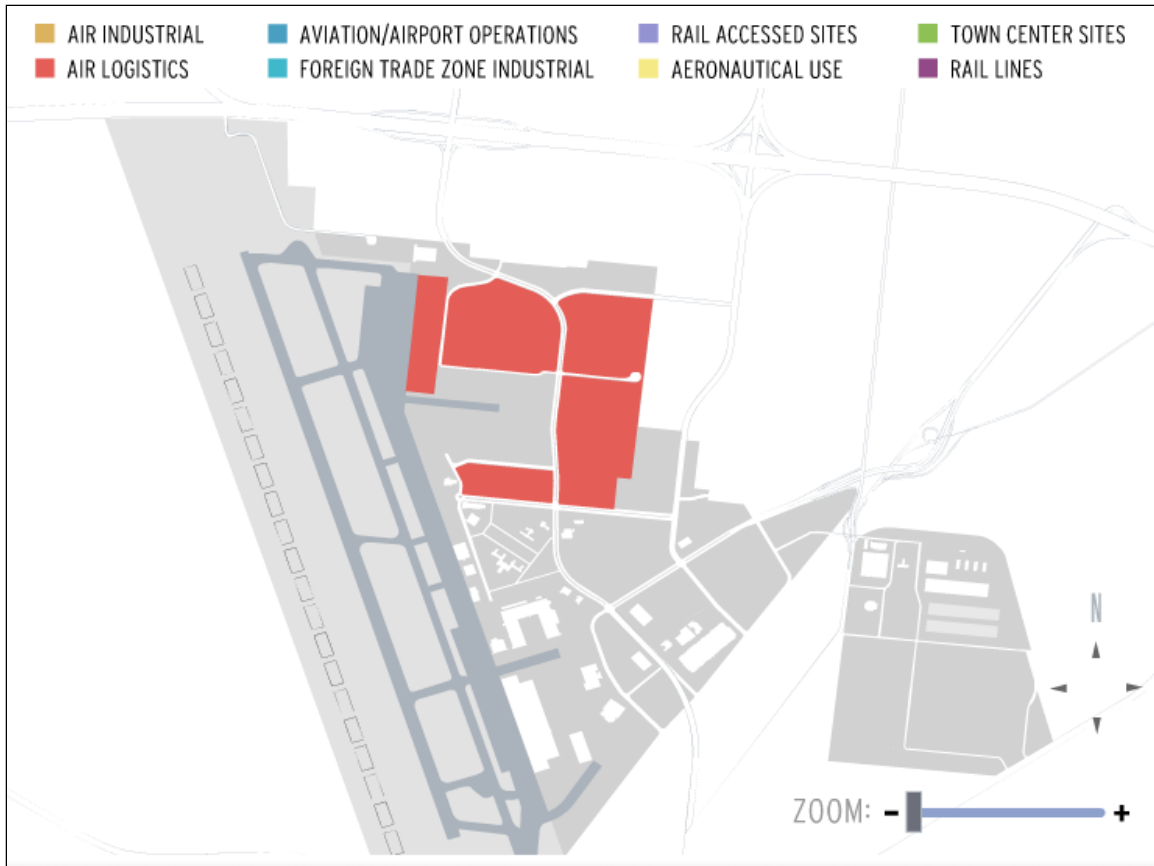 AIR INDUSTRIAL AVIATION/AIRPORT OPERATIONS RAIL ACCESSED SITES TOWN CENTER SITES
AIR LOGISTICS FOREIGN TRADE ZONE INDUSTRIAL AERONAUTICAL USE RAIL LINES
N
ZOOM: - +